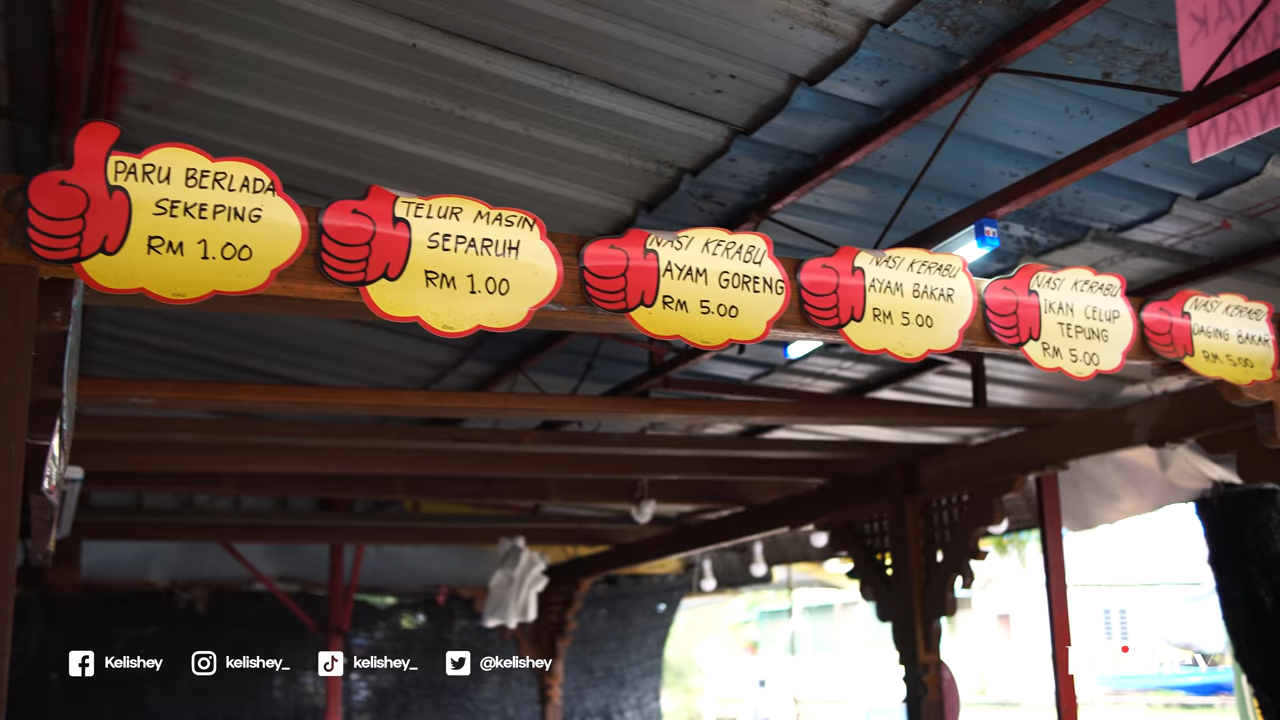 PARU BERLADA
SEKEPING
RM 1.00
TELUR MASIN
SEPARUH
RM 1.00
NASI KERABU
AYAM GORENG
RM 5.00
NASI KERABU
AYAM BAKAR
RM 5.00
NASI KERABU
IKAN CELUP
TEPUNG
RM 5.00
NASI KERABU
DAGING BAKAR
RM 5.00
Kelishey
kelishey_
kelishey_
@kelishey